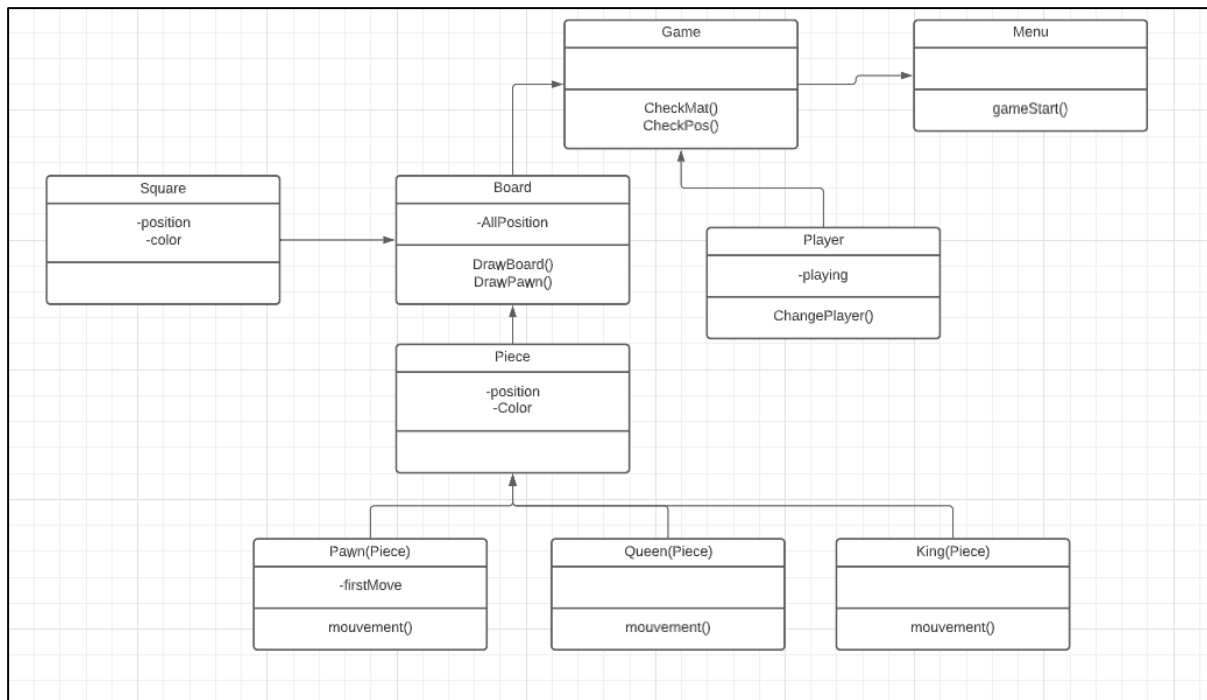 Game
CheckMat()
CheckPos()
Menu
gameStart()
Square
-position
-color
Board
-AllPosition
DrawBoard()
DrawPawn()
Player
-playing
ChangePlayer()
Piece
-position
-Color
Pawn(Piece)
-firstMove
mouvement()
Queen(Piece)
mouvement()
King(Piece)
mouvement()